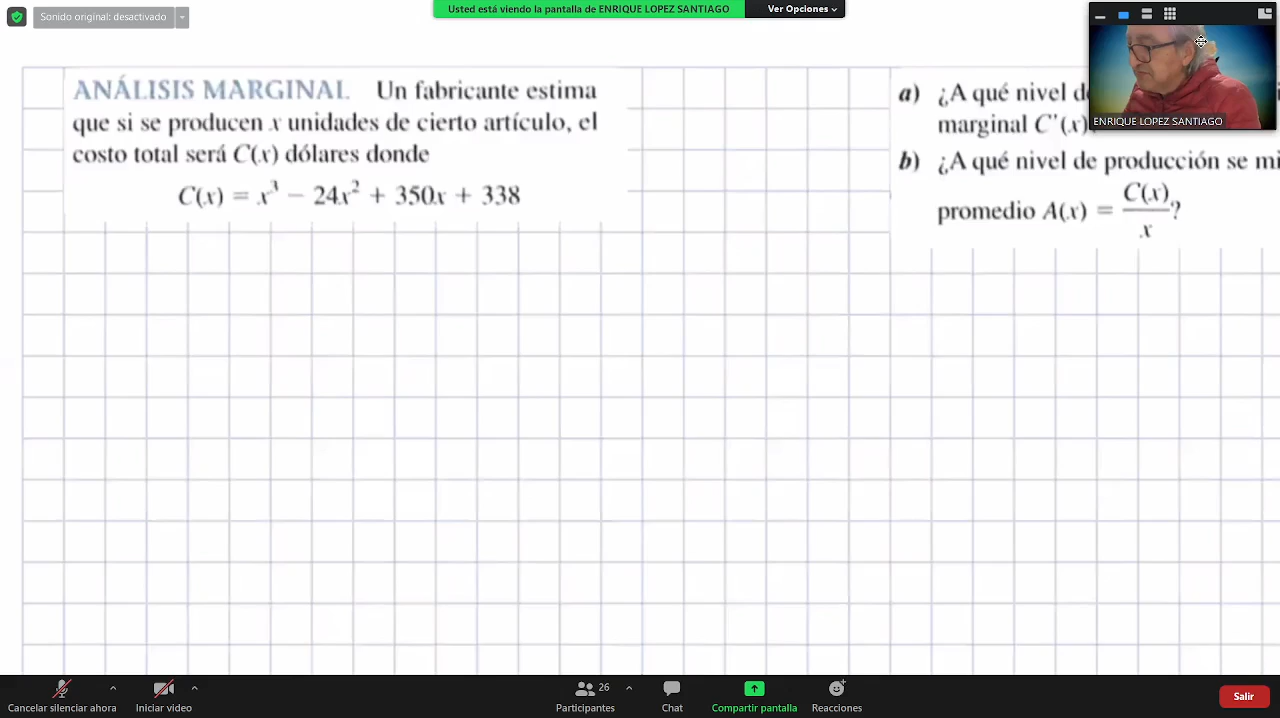 Sonido original: desactivado
Usted está viendo la pantalla de ENRIQUE LOPEZ SANTIAGO
Ver Opciones
ENRIQUE LOPEZ SANTIAGO
ANÁLISIS MARGINAL Un fabricante estima
que si se producen x unidades de cierto artículo, el
costo total será C(x) dólares donde
C(x) = x³ − 24x² + 350x + 338
a) ¿A qué nivel
marginal C'(x)
b) ¿A qué nivel de producción se
promedio A(x) = C(x)/x?
Cancelar silenciar ahora
Iniciar video
26
Participantes
Chat
Compartir pantalla
Reacciones
Salir